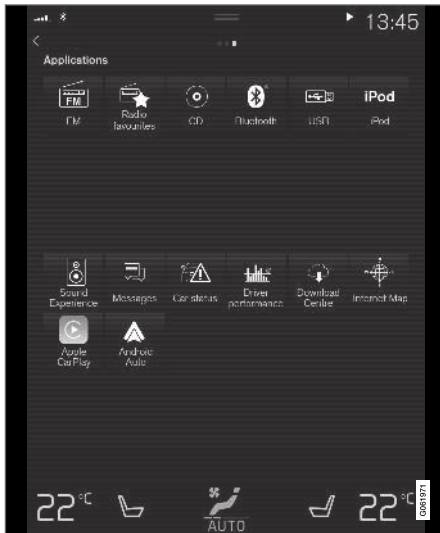 13:45
Applications
FM
iPod
FM
Radio
favourites
CD
Bluetooth
USB
iPod
Sound
Experience
Messages
Car status
Driver
performance
Download
Centre
Internet Map
Apple
CarPlay
Android
Auto
22°C
AUTO
22°C
G061971